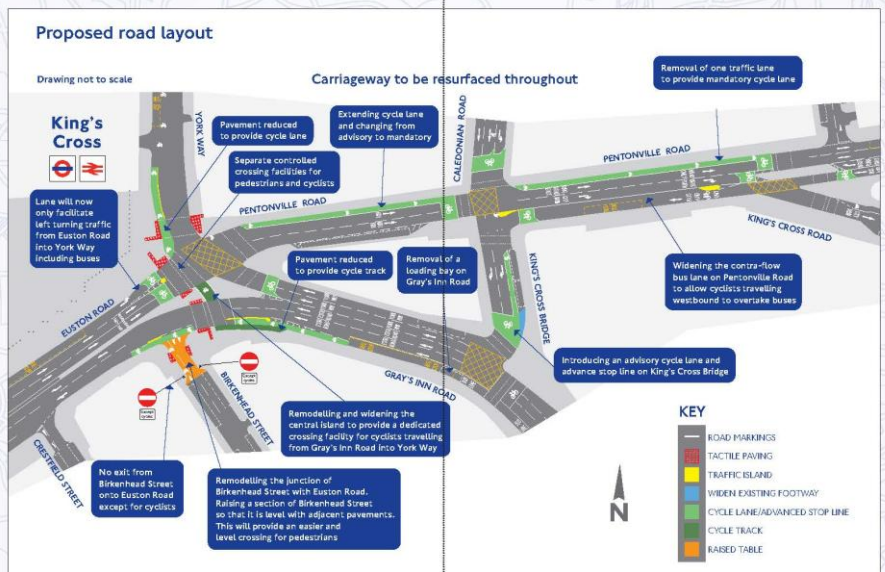 Proposed road layout
Drawing not to scale
Carriageway to be resurfaced throughout
King's
Cross
YORK WAY
Pavement reduced
to provide cycle lane
Separate controlled
crossing facilities for
pedestrians and cyclists
Extending cycle lane
and changing from
advisory to mandatory
CALEDONIAN ROAD
Removal of one traffic lane
to provide mandatory cycle lane
PENTONVILLE ROAD
PENTONVILLE ROAD
KING'S CROSS ROAD
Lane will now
only facilitate
left turning traffic
from Euston Road
into York Way
including buses
Pavement reduced
to provide cycle track
Removal of a
loading bay on
Gray's Inn Road
KING'S CROSS BRIDGE
Widening the contra-flow
bus lane on Pentonville Road
to allow cyclists travelling
westbound to overtake buses
EUSTON ROAD
GRAY'S INN ROAD
Introducing an advisory cycle lane and
advance stop line on King's Cross Bridge
BIRKENHEAD STREET
CRESTFIELD STREET
Remodelling and widening the
central island to provide a dedicated
crossing facility for cyclists travelling
from Gray's Inn Road into York Way
No exit from
Birkenhead Street
onto Euston Road
except for cyclists
Remodelling the junction of
Birkenhead Street with Euston Road.
Raising a section of Birkenhead Street
so that it is level with adjacent pavements.
This will provide an easier and
level crossing for pedestrians
Except
cycles
Except
cycles
N
KEY
ROAD MARKINGS
TACTILE PAVING
TRAFFIC ISLAND
WIDEN EXISTING FOOTWAY
CYCLE LANE/ADVANCED STOP LINE
CYCLE TRACK
RAISED TABLE